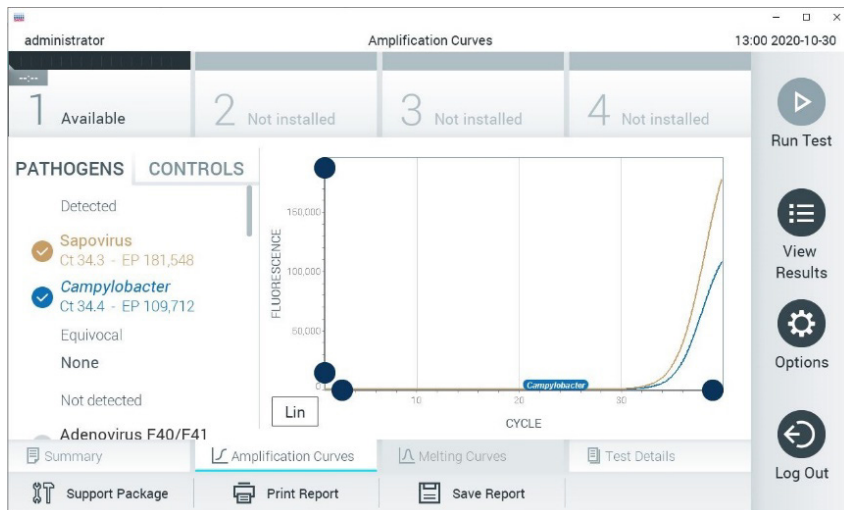 administrator
Amplification Curves
13:00 2020-10-30
--:--
1 Available
2 Not installed
3 Not installed
4 Not installed
Run Test
PATHOGENS
CONTROLS
Detected
Sapovirus
Ct 34.3 - EP 181,548
Campylobacter
Ct 34.4 - EP 109,712
Equivocal
None
Not detected
Adenovirus F40/F41
FLUORESCENCE
150,000
100,000
50,000
0
Campylobacter
10
20
30
CYCLE
Lin
View
Results
Options
Log Out
Summary
Amplification Curves
Melting Curves
Test Details
Support Package
Print Report
Save Report